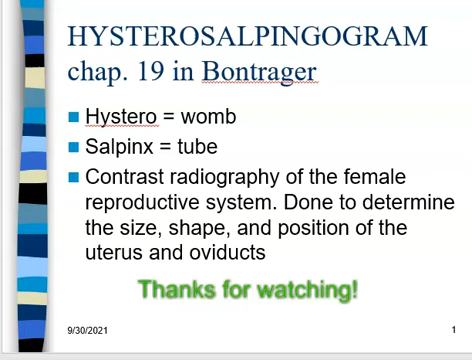 HYSTEROSALPINGOGRAM
chap. 19 in Bontrager
Hystero = womb
Salpinx = tube
Contrast radiography of the female
reproductive system. Done to determine
the size, shape, and position of the
uterus and oviducts
Thanks for watching!
9/30/2021
1